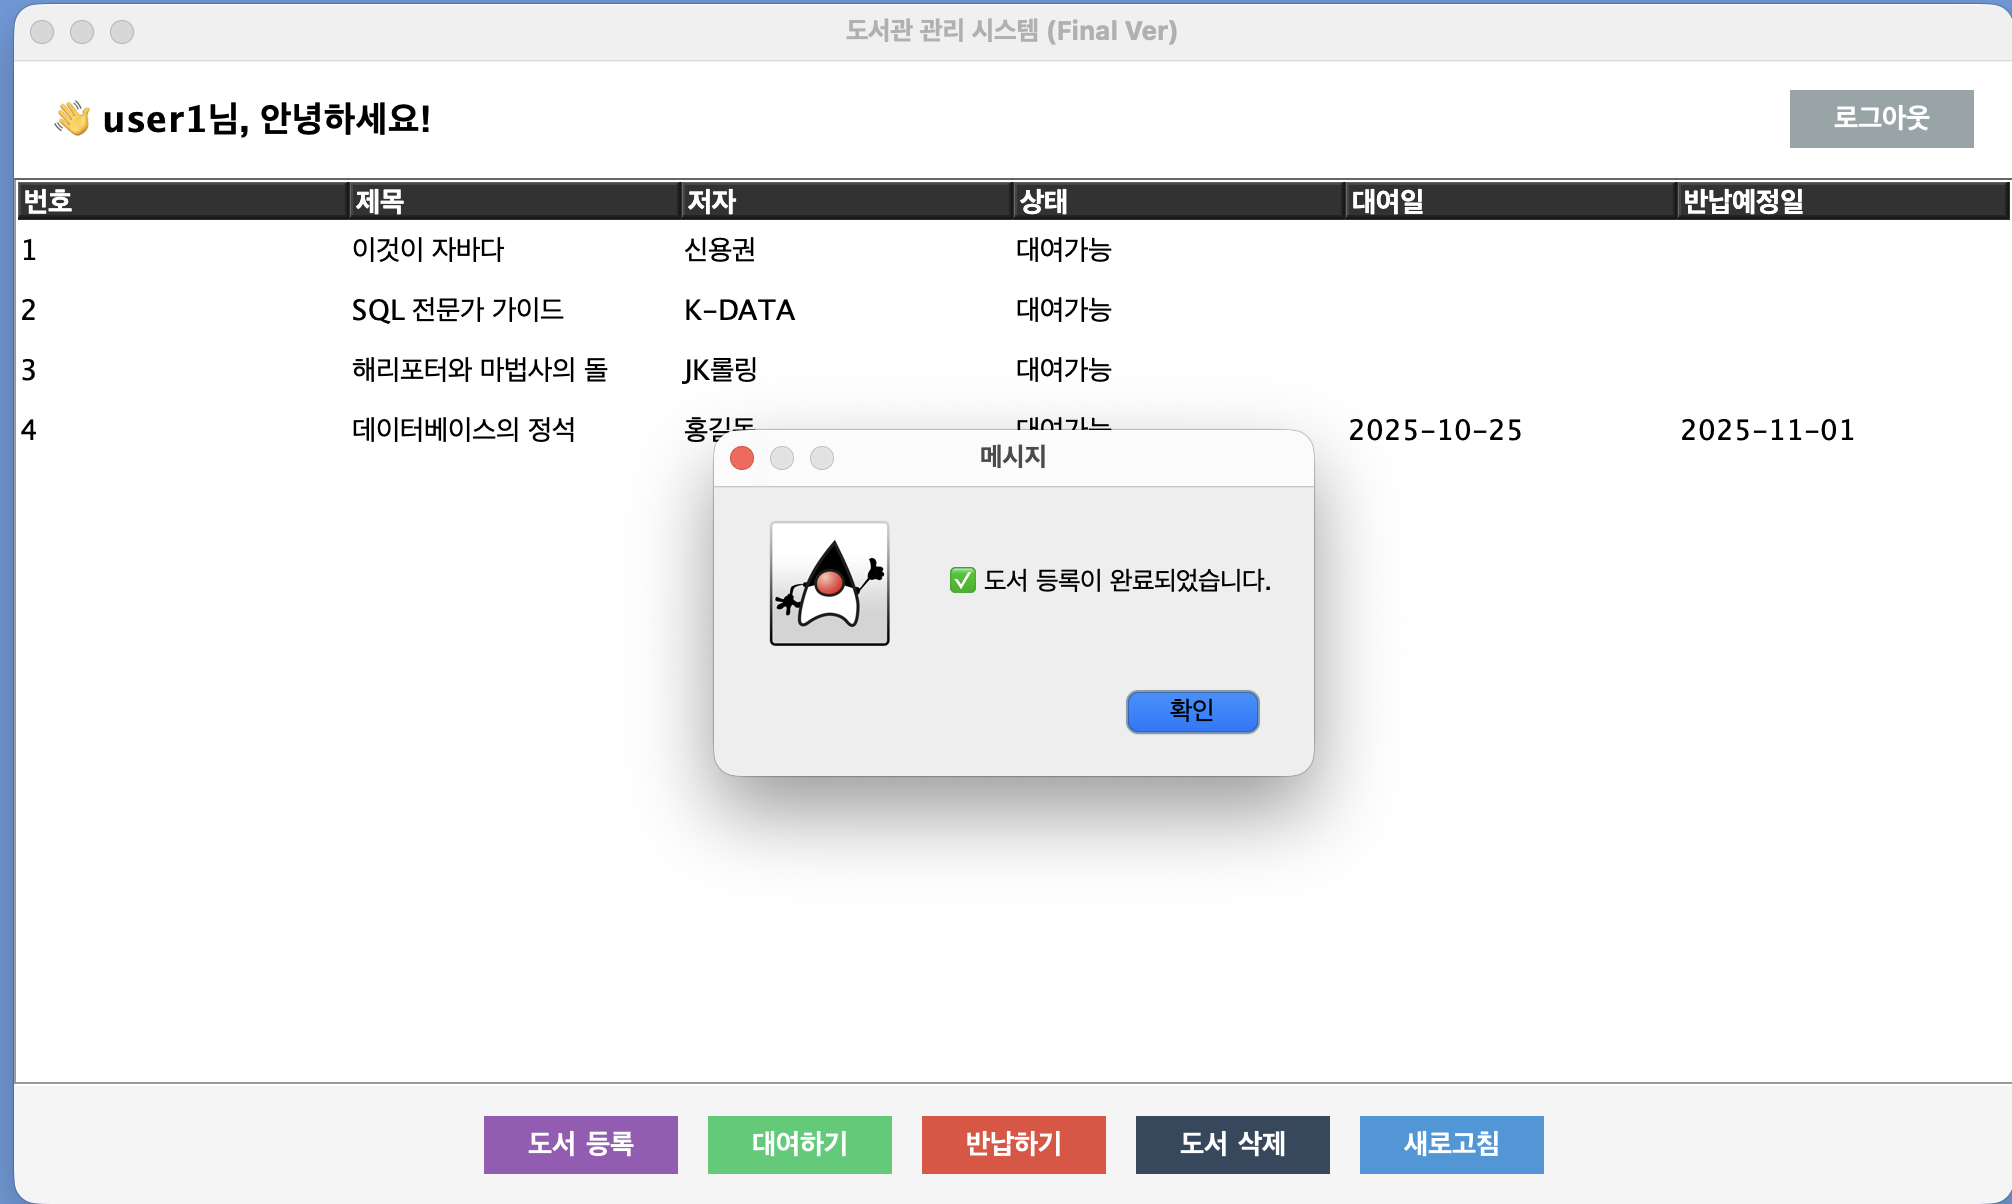 도서관 관리 시스템 (Final Ver)
👋 user1님, 안녕하세요!
로그아웃
번호 제목 저자 상태 대여일 반납예정일
1 이것이 자바다 신용권 대여가능
2 SQL 전문가 가이드 K-DATA 대여가능
3 해리포터와 마법사의 돌 JK롤링 대여가능
4 데이터베이스의 정석 홍길동 대여가능 2025-10-25 2025-11-01
메시지
✅ 도서 등록이 완료되었습니다.
확인
도서 등록 대여하기 반납하기 도서 삭제 새로고침